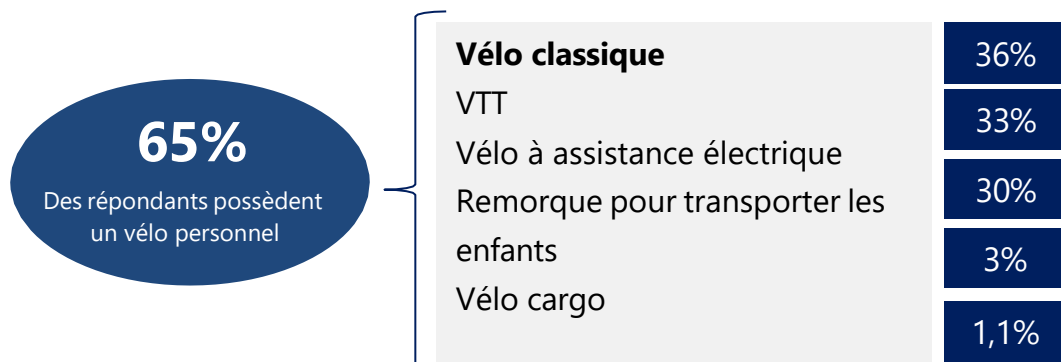 65%
Des répondants possèdent
un vélo personnel
Vélo classique
36%
VTT
33%
Vélo à assistance électrique
30%
Remorque pour transporter les
enfants
3%
Vélo cargo
1,1%